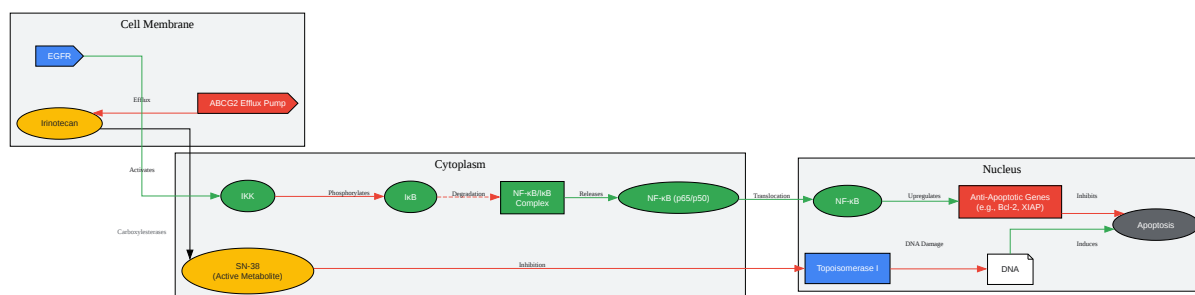 Cell Membrane
EGFR
Efflux
ABCG2 Efflux Pump
Irinotecan
Activates
Carboxylesterases
Cytoplasm
IKK
Phosphorylates
IκB
Degradation
NF-κB/IκB
Complex
Releases
NF-κB (p65/p50)
Translocation
SN-38
(Active Metabolite)
Inhibition
Nucleus
NF-κB
Upregulates
Anti-Apoptotic Genes
(e.g., Bcl-2, XIAP)
Inhibits
Apoptosis
Topoisomerase I
DNA Damage
DNA
Induces